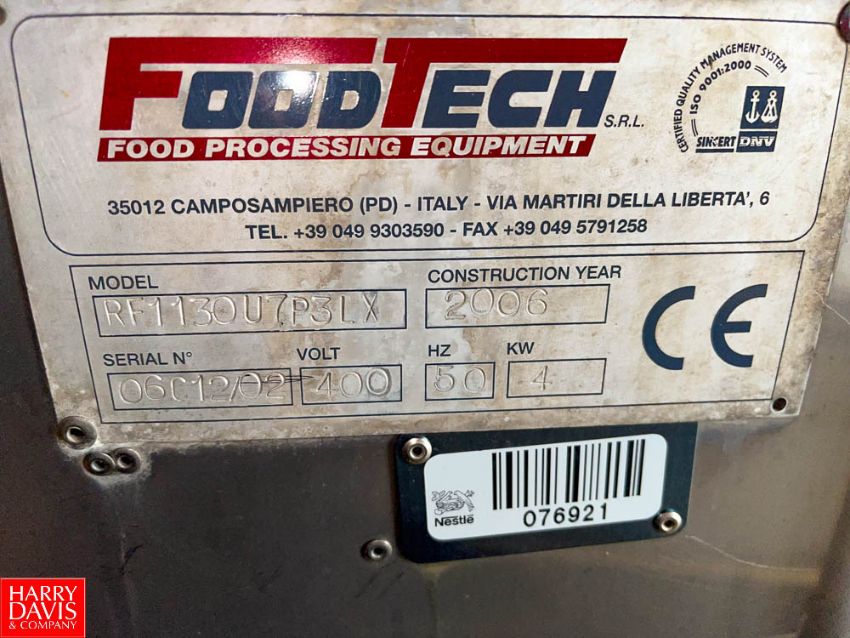 FOODTECH S.R.L.
FOOD PROCESSING EQUIPMENT
CERTIFIED QUALITY MANAGEMENT SYSTEM
ISO 9001:2000
SINCERT DNV
35012 CAMPOSAMPIERO (PD) - ITALY - VIA MARTIRI DELLA LIBERTA', 6
TEL. +39 049 9303590 - FAX +39 049 5791258
MODEL
RF1130U7P3LX
CONSTRUCTION YEAR
2006
SERIAL N°
06C12/02
VOLT
400
HZ
50
KW
4
CE
Nestlé
076921
HARRY
DAVIS
& COMPANY